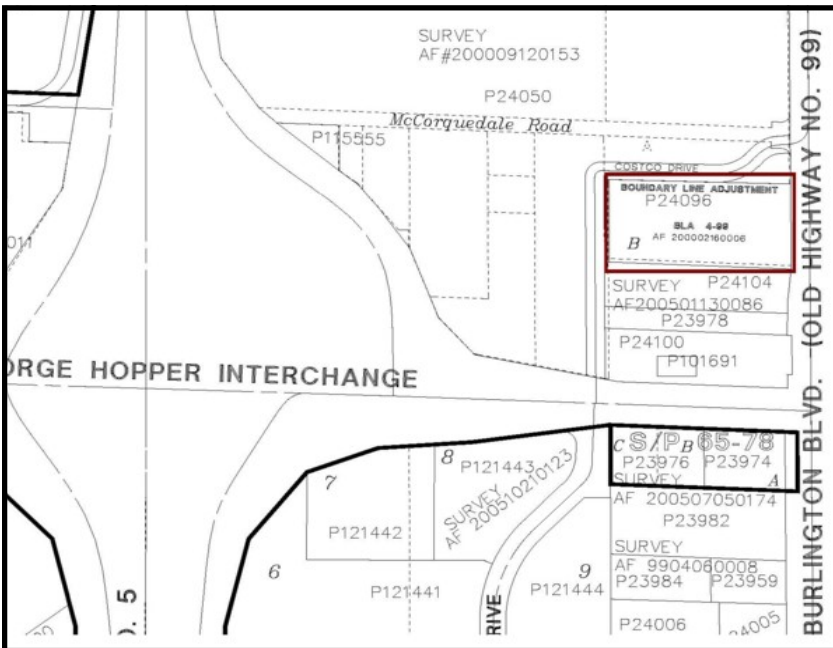 SURVEY
AF#200009120153
P24050
McCorquedale Road
P115555
COSTCO DRIVE
BOUNDARY LINE ADJUSTMENT
P24096
BLA 4-99
AF 200002160006
B
SURVEY P24104
AF200501130086
P23978
P24100
P101691
ORGE HOPPER INTERCHANGE
BURLINGTON BLVD. (OLD HIGHWAY NO. 99)
C S/P 65-78
B
P23976 P23974
A
SURVEY
AF 200507050174
P23982
SURVEY
AF 9904060008
P23984 P23959
P24006
24005
8
P121443
7
SURVEY
AF 200510210123
P121442
6
P121441
9
P121444
RIVE
O. 5
011